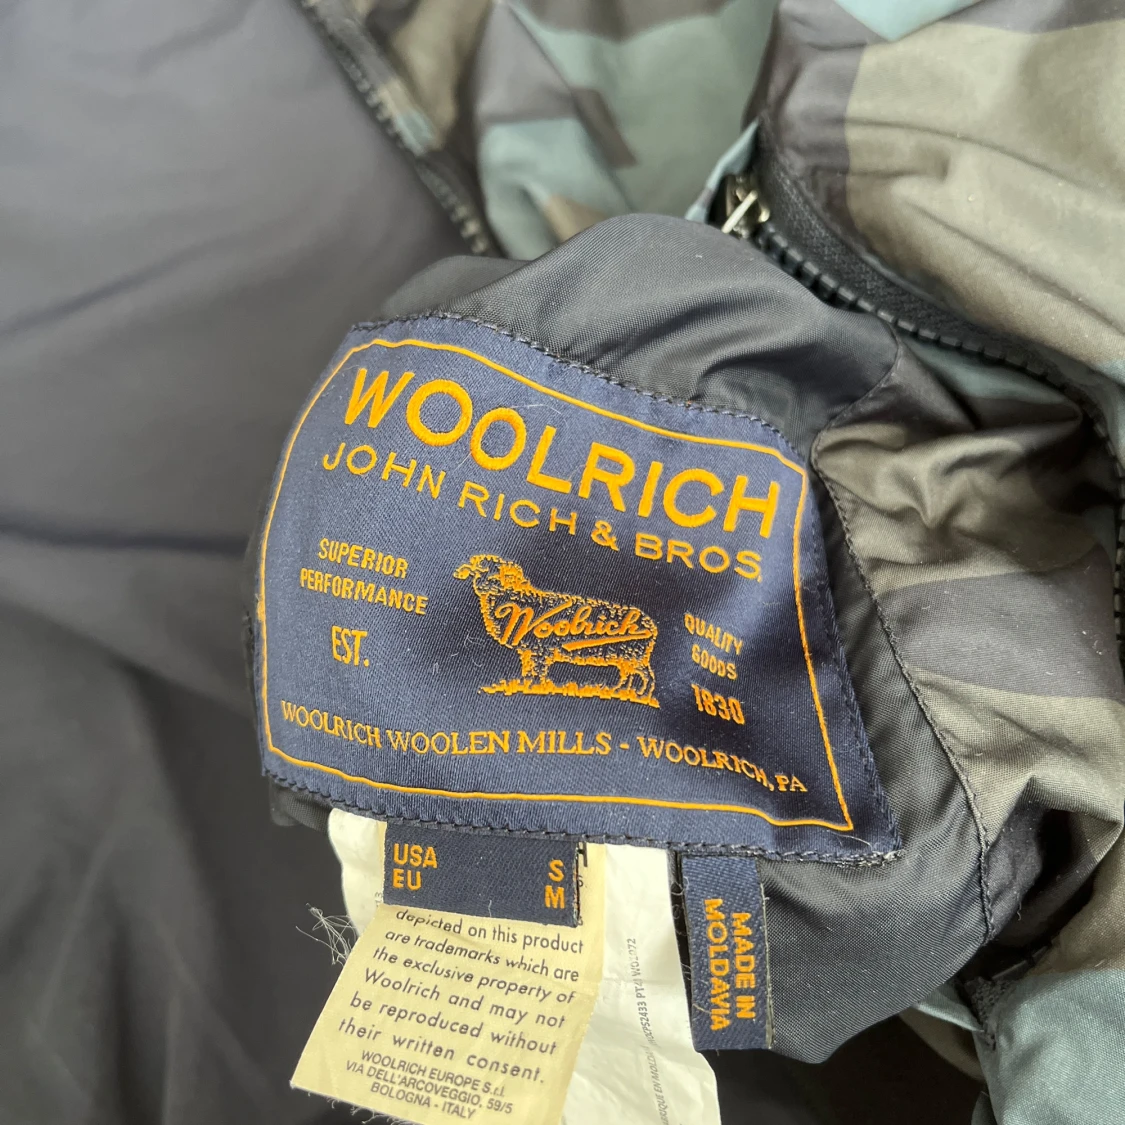 WOOLRICH
JOHN RICH & BROS.
SUPERIOR
PERFORMANCE
EST.
Woolrich
QUALITY
GOODS
1830
WOOLRICH WOOLEN MILLS - WOOLRICH, PA
USA S
EU M
depicted on this product
are trademarks which are
the exclusive property of
Woolrich and may not
be reproduced without
their written consent.
WOOLRICH EUROPE S.r.l.
VIA DELL'ARCOVEGGIO, 59/5
BOLOGNA - ITALY
MADE IN
MOLDAVIA